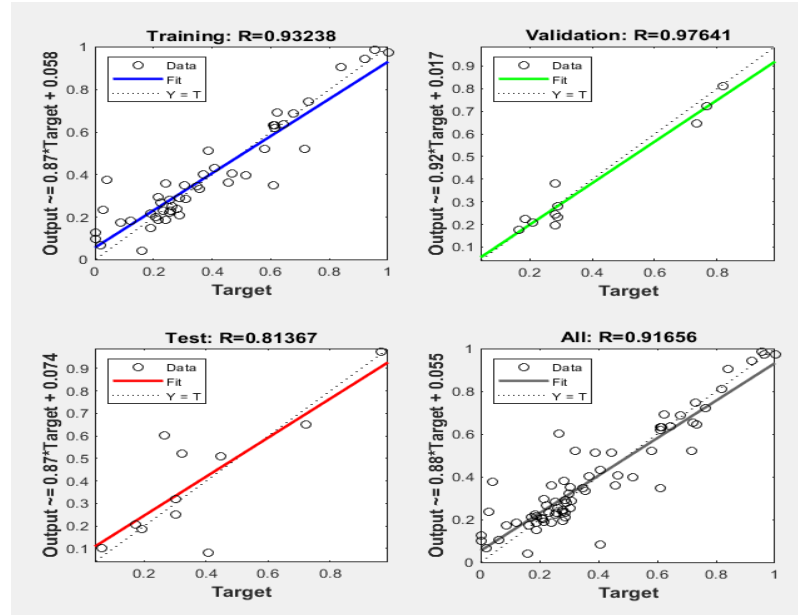 Training: R=0.93238
Output ~= 0.87*Target + 0.058
1
0.8
0.6
0.4
0.2
0
Data
Fit
Y = T
0 0.2 0.4 0.6 0.8 1
Target
Validation: R=0.97641
Output ~= 0.92*Target + 0.017
0.9
0.8
0.7
0.6
0.5
0.4
0.3
0.2
0.1
Data
Fit
Y = T
0.2 0.4 0.6 0.8
Target
Test: R=0.81367
Output ~= 0.87*Target + 0.074
0.9
0.8
0.7
0.6
0.5
0.4
0.3
0.2
0.1
Data
Fit
Y = T
0.2 0.4 0.6 0.8
Target
All: R=0.91656
Output ~= 0.88*Target + 0.055
1
0.8
0.6
0.4
0.2
0
Data
Fit
Y = T
0 0.2 0.4 0.6 0.8 1
Target